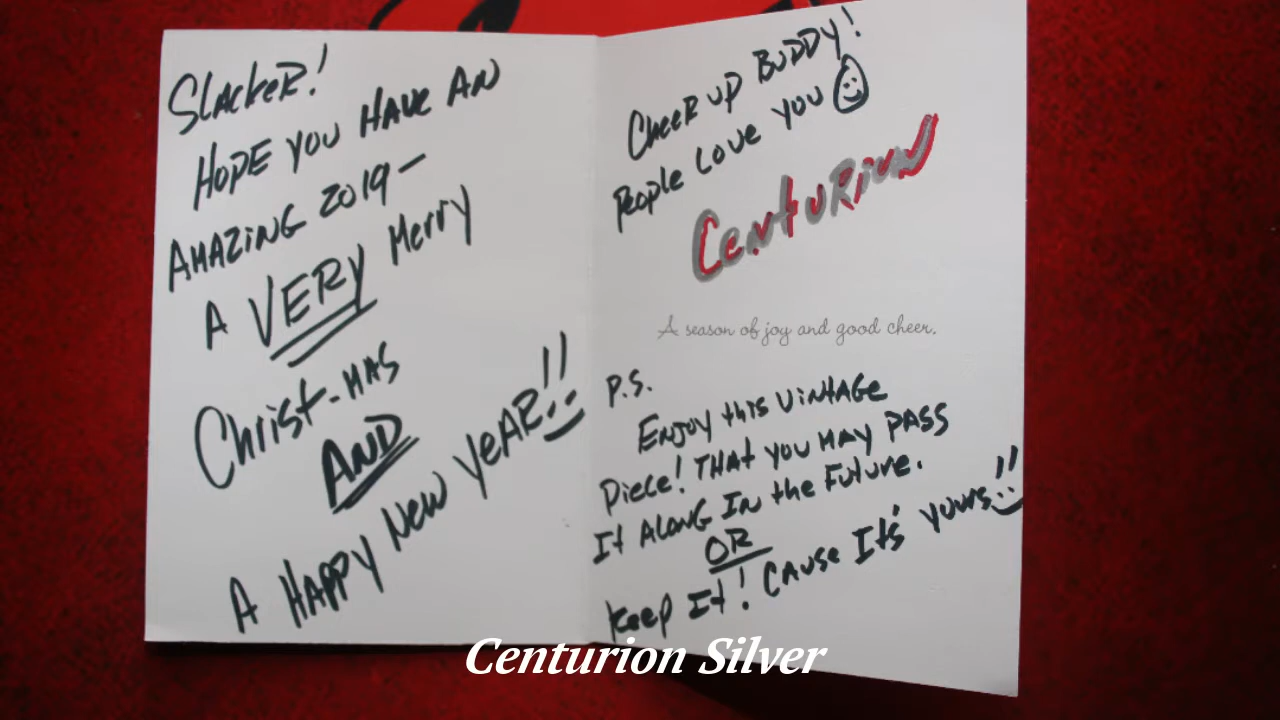 SLACKER!
HOPE YOU HAVE AN
AMAZING 2019-
A VERY Merry
Christ-MAS
AND
A HAPPY New YeAR!!
CHEER UP BUDDY!
People Love YOU
CENTURION
A season of joy and good cheer.
P.S.
ENJOY this VINTAGE
Piece! THAT YOU MAY PASS
It ALONG IN the Future.
OR
Keep It! CAUSE It's yours!!
Centurion Silver